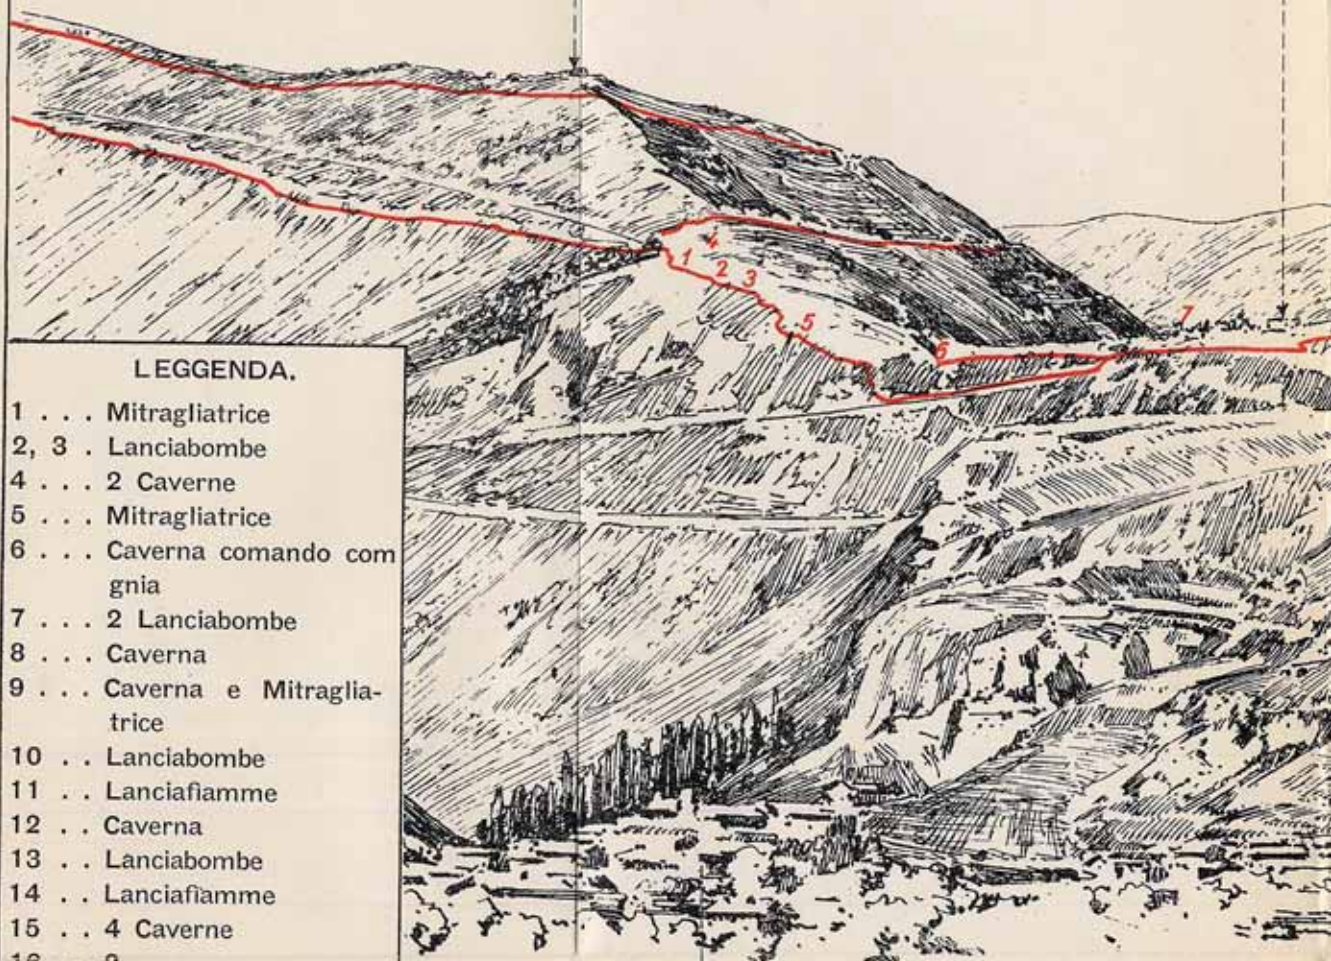 4
1
2
3
5
6
7
LEGGENDA.
1 . . . Mitragliatrice
2, 3 . Lanciabombe
4 . . . 2 Caverne
5 . . . Mitragliatrice
6 . . . Caverna comando com
gnia
7 . . . 2 Lanciabombe
8 . . . Caverna
9 . . . Caverna e Mitraglia-
trice
10 . . Lanciabombe
11 . . Lanciafiamme
12 . . Caverna
13 . . Lanciabombe
14 . . Lanciafiamme
15 . . 4 Caverne